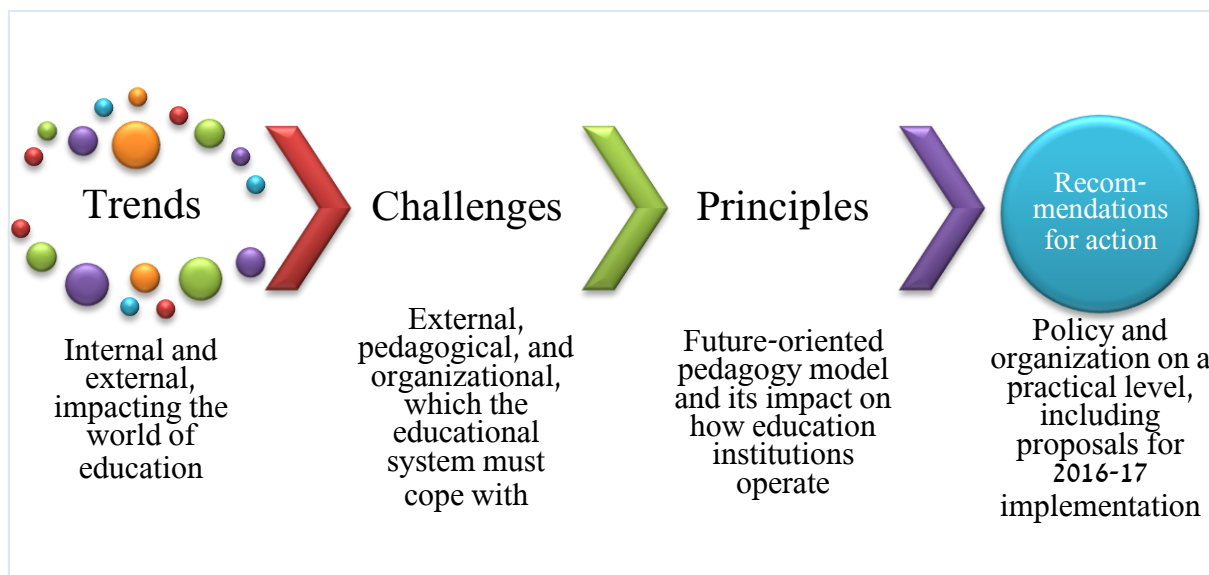 Trends
Internal and
external,
impacting the
world of
education
Challenges
External,
pedagogical, and
organizational,
which the
educational
system must
cope with
Principles
Future-oriented
pedagogy model
and its impact on
how education
institutions
operate
Recom-
mendations
for action
Policy and
organization on a
practical level,
including
proposals for
2016-17
implementation